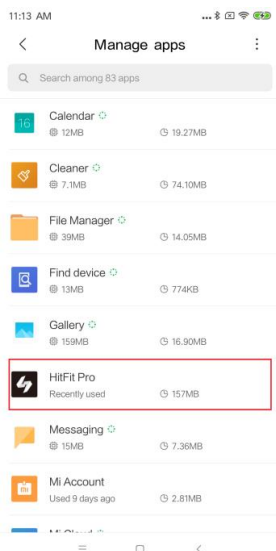 11:13 AM
Manage apps
Search among 83 apps
16
Calendar
12MB 19.27MB
Cleaner
7.1MB 74.10MB
File Manager
39MB 14.05MB
Find device
13MB 774KB
Gallery
159MB 16.90MB
HitFit Pro
Recently used 157MB
Messaging
15MB 7.36MB
Mi Account
Used 9 days ago 2.81MB
Mi Cloud